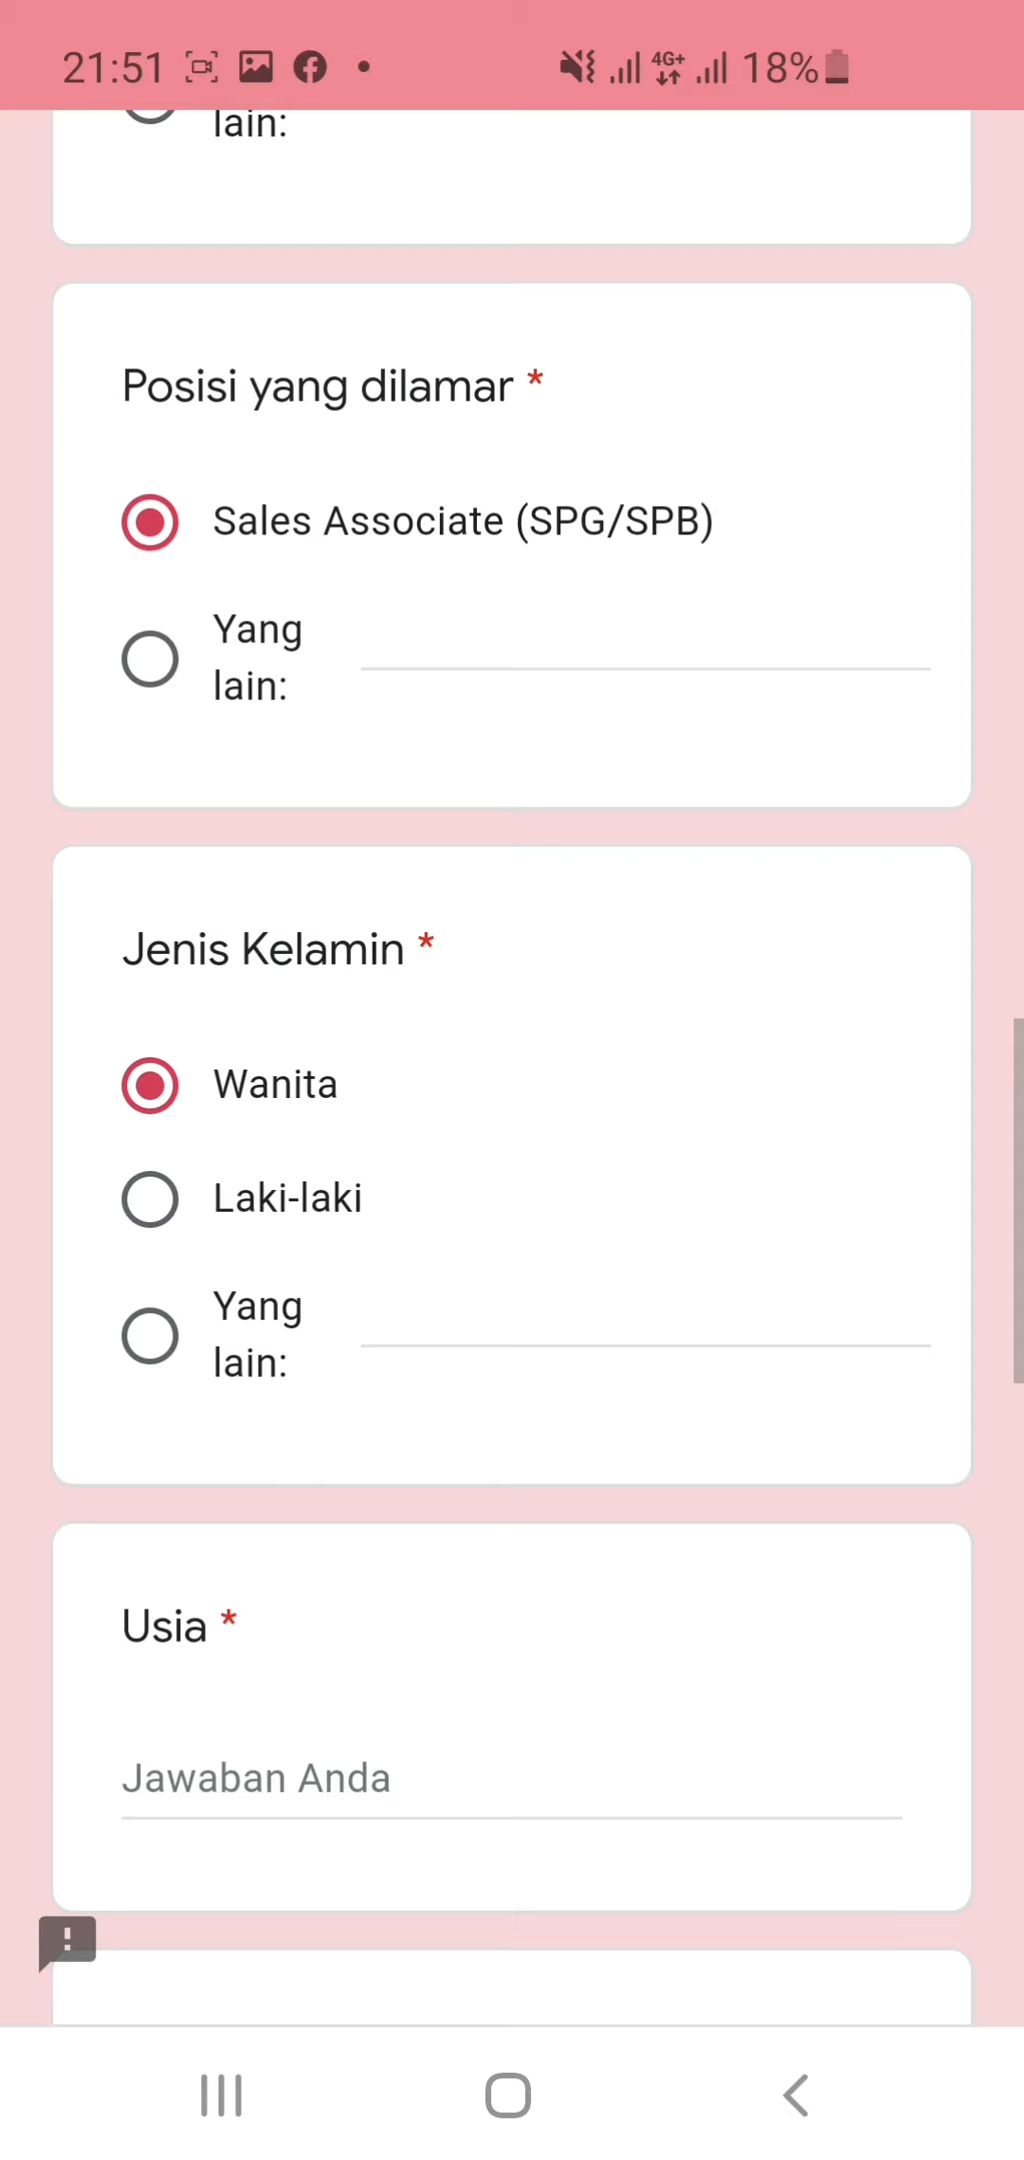 21:51 4G+ 18%
lain:
Posisi yang dilamar *
Sales Associate (SPG/SPB)
Yang
lain:
Jenis Kelamin *
Wanita
Laki-laki
Yang
lain:
Usia *
Jawaban Anda